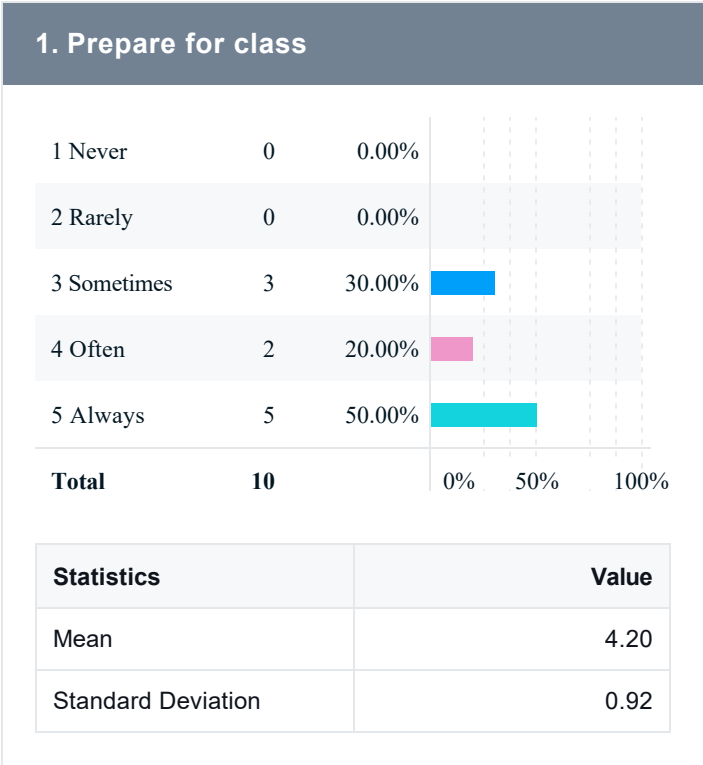 1. Prepare for class
1 Never 0 0.00%
2 Rarely 0 0.00%
3 Sometimes 3 30.00%
4 Often 2 20.00%
5 Always 5 50.00%
Total 10 0% 50% 100%
Statistics Value
Mean 4.20
Standard Deviation 0.92